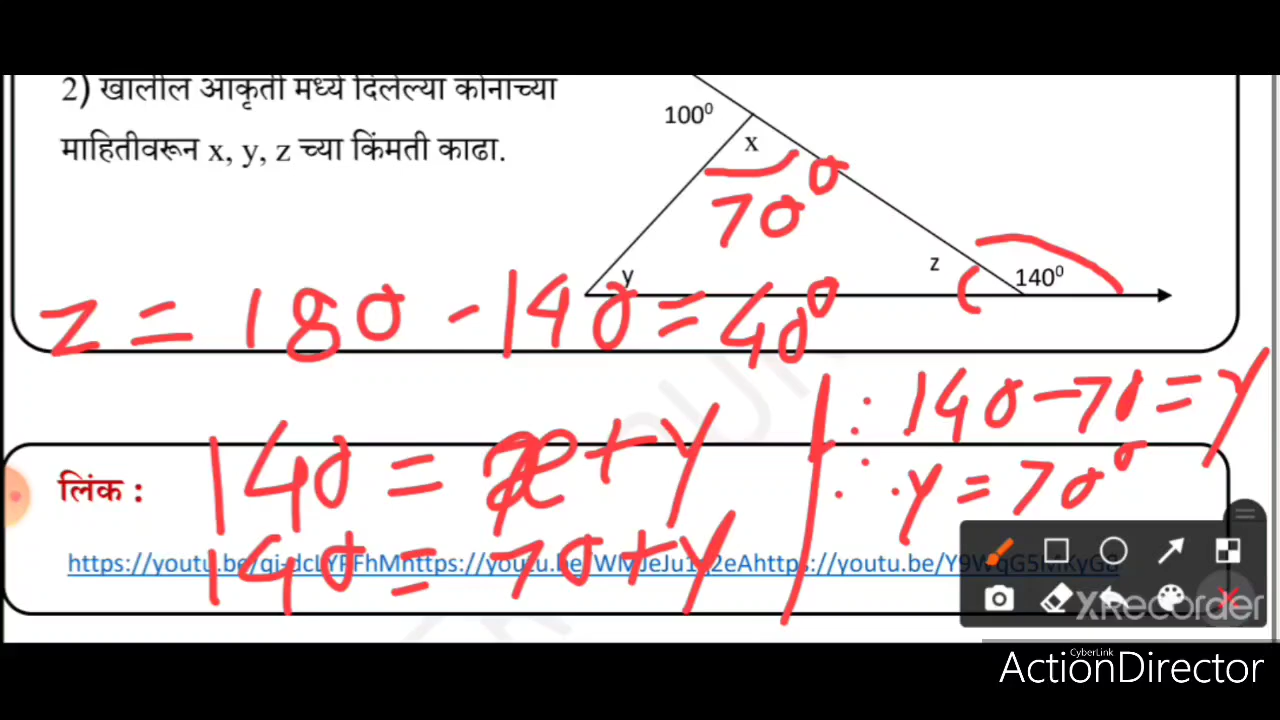 2) खालील आकृती मध्ये दिलेल्या कोनाच्या
माहितीवरून x, y, z च्या किंमती काढा.
100⁰
x
70⁰
y
z
140⁰
z = 180 - 140 = 40⁰
140 = x + y
140 = 70 + y
∴ 140 - 70 = y
∴ y = 70⁰
लिंक :
XRecorder
CyberLink
ActionDirector